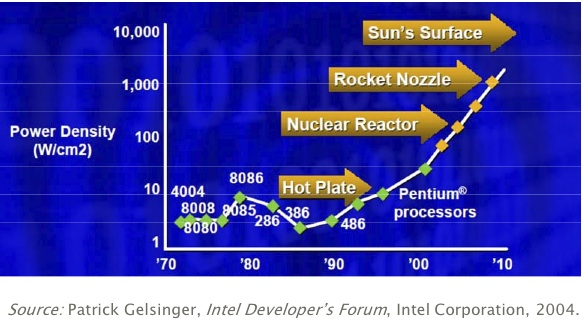 10,000
Sun's Surface
1,000
Rocket Nozzle
Power Density
(W/cm2)
100
Nuclear Reactor
10
8086
Hot Plate
4004
8008
8085
386
Pentium®
processors
8080
286
486
1
'70
'80
'90
'00
'10
Source: Patrick Gelsinger, Intel Developer's Forum, Intel Corporation, 2004.